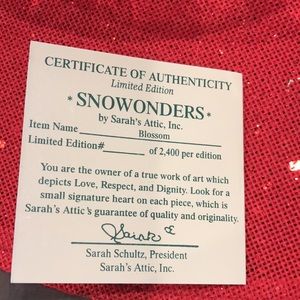 CERTIFICATE OF AUTHENTICITY
Limited Edition
* SNOWONDERS *
by Sarah's Attic, Inc.
Item Name Blossom
Limited Edition#________ of 2,400 per edition
You are the owner of a true work of art which
depicts Love, Respect, and Dignity. Look for a
small signature heart on each piece, which is
Sarah's Attic's guarantee of quality and originality.
Sarah
Sarah Schultz, President
Sarah's Attic, Inc.